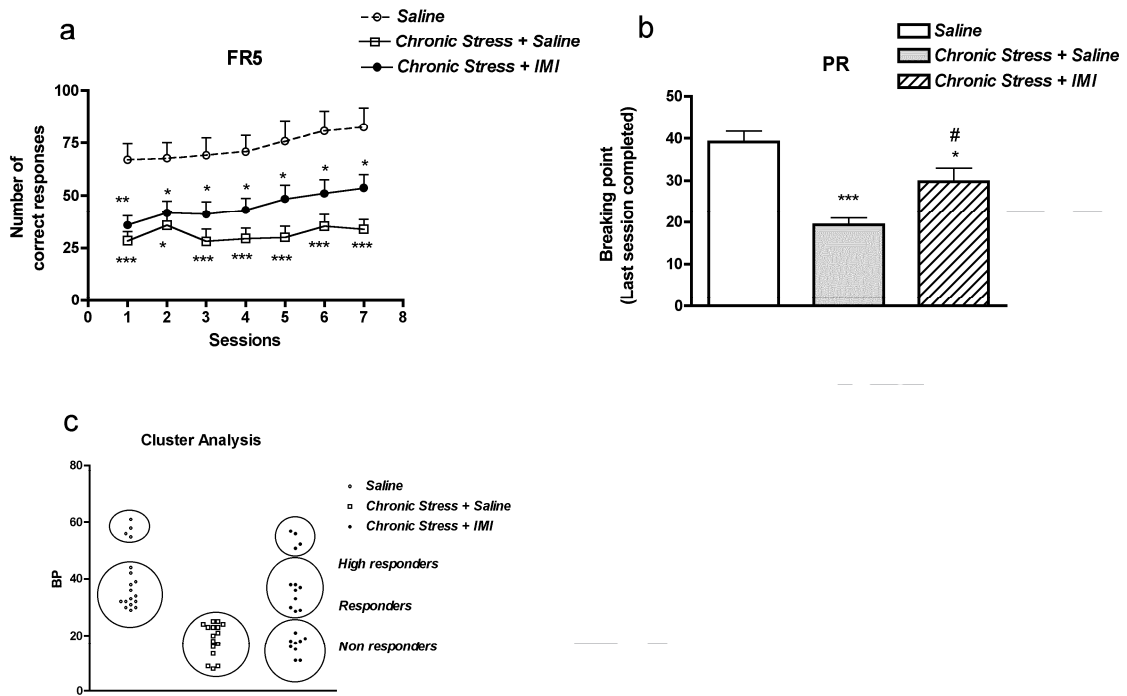 a
Saline
Chronic Stress + Saline
Chronic Stress + IMI
FR5
Number of
correct responses
100
75
50
25
0
** * * * * * *
*** * *** *** *** *** ***
0 1 2 3 4 5 6 7 8
Sessions
b
Saline
Chronic Stress + Saline
Chronic Stress + IMI
PR
Breaking point
(Last session completed)
50
40
30
20
10
0
***
#
*
c
Cluster Analysis
BP
80
60
40
20
0
Saline
Chronic Stress + Saline
Chronic Stress + IMI
High responders
Responders
Non responders